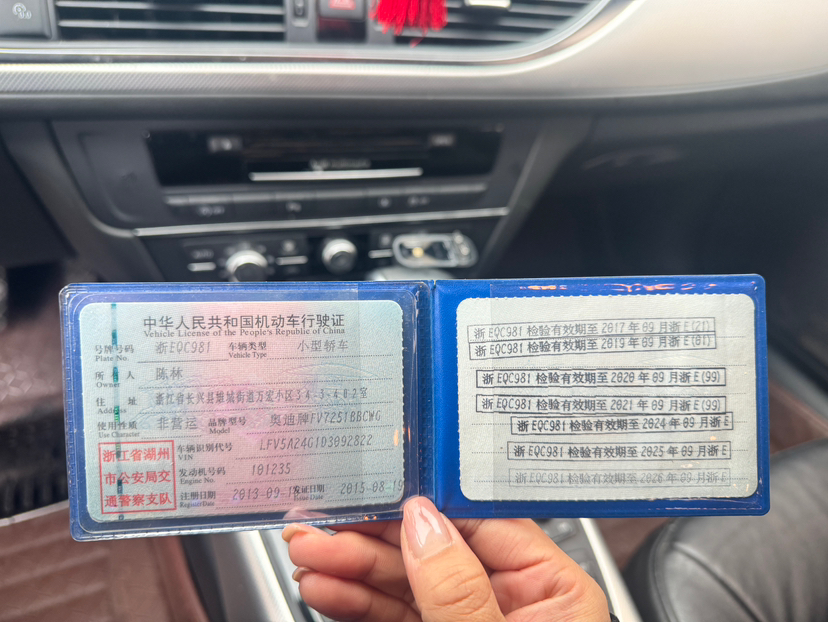 中华人民共和国机动车行驶证
Vehicle License of the People's Republic of China
号牌号码 浙EQC981 车辆类型 小型轿车
Plate No. Vehicle Type
所有人 陈林
Owner
住址 浙江省长兴县雉城街道万宏小区34-3-402室
Address
使用性质 非营运 品牌型号 奥迪牌FV7251BBCWG
Use Character Model
浙江省湖州
市公安局交
通警察支队
车辆识别代号 LFV5A24G1D3092822
VIN
发动机号码 101235
Engine No.
注册日期 2013-09-1 发证日期 2015-08-19
Register Date Issue Date
浙EQC981检验有效期至2017年09月浙E(21)
浙EQC981检验有效期至2019年09月浙E(01)
浙EQC981检验有效期至2020年09月浙E(99)
浙EQC981检验有效期至2021年09月浙E(99)
浙EQC981检验有效期至2024年09月浙E
浙EQC981检验有效期至2025年09月浙E
浙EQC981检验有效期至2026年09月浙E